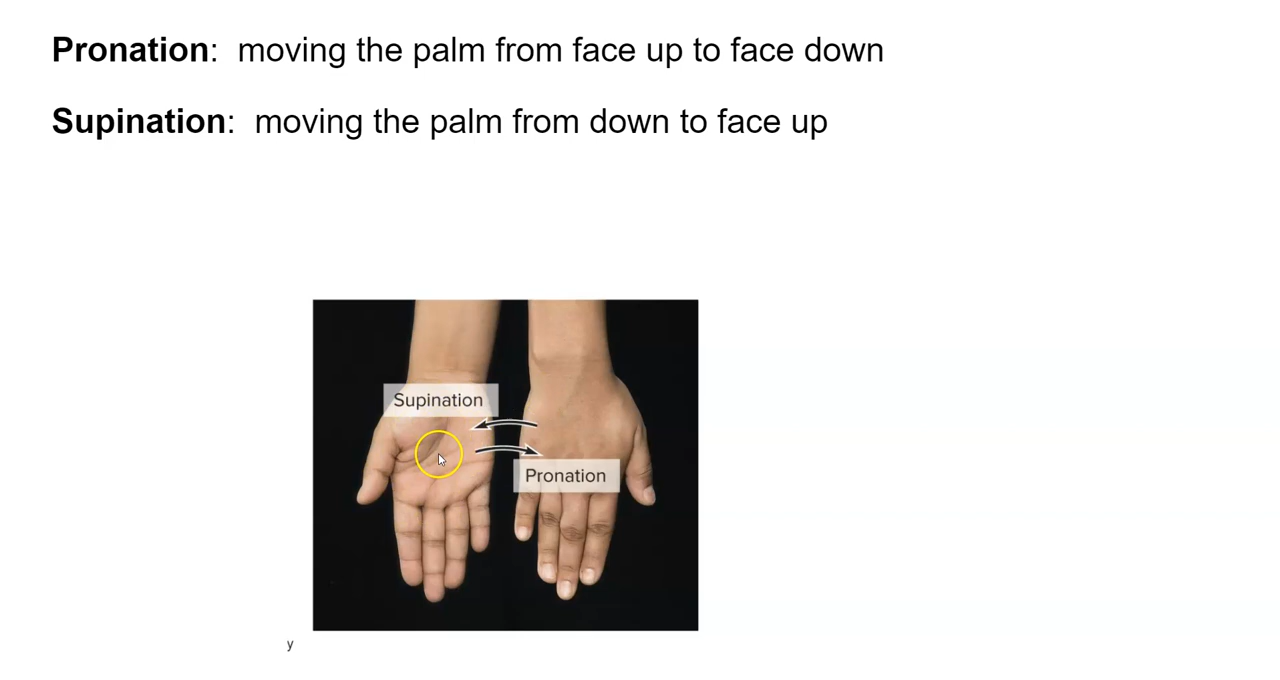 Pronation:  moving the palm from face up to face down
Supination:  moving the palm from down to face up
Supination
Pronation
y